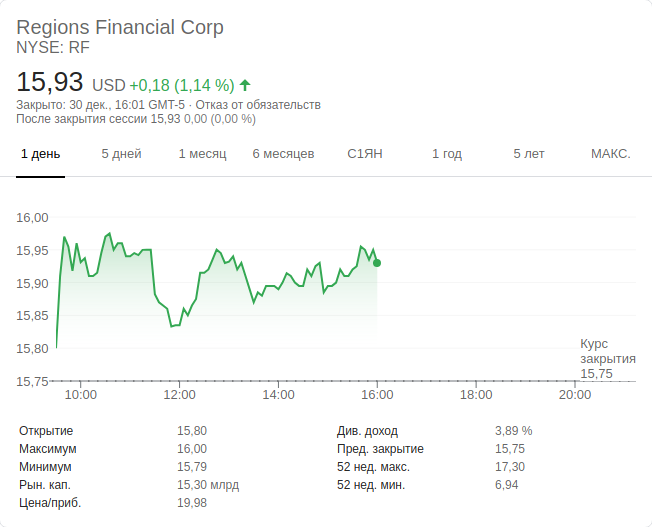 Regions Financial Corp
NYSE: RF
15,93 USD +0,18 (1,14 %)
Закрыто: 30 дек., 16:01 GMT-5 · Отказ от обязательств
После закрытия сессии 15,93 0,00 (0,00 %)
1 день 5 дней 1 месяц 6 месяцев С1ЯН 1 год 5 лет МАКС.
16,00
15,95
15,90
15,85
15,80
Курс
закрытия
15,75
15,75
10:00 12:00 14:00 16:00 18:00 20:00
Открытие 15,80 Див. доход 3,89 %
Максимум 16,00 Пред. закрытие 15,75
Минимум 15,79 52 нед. макс. 17,30
Рын. кап. 15,30 млрд 52 нед. мин. 6,94
Цена/приб. 19,98